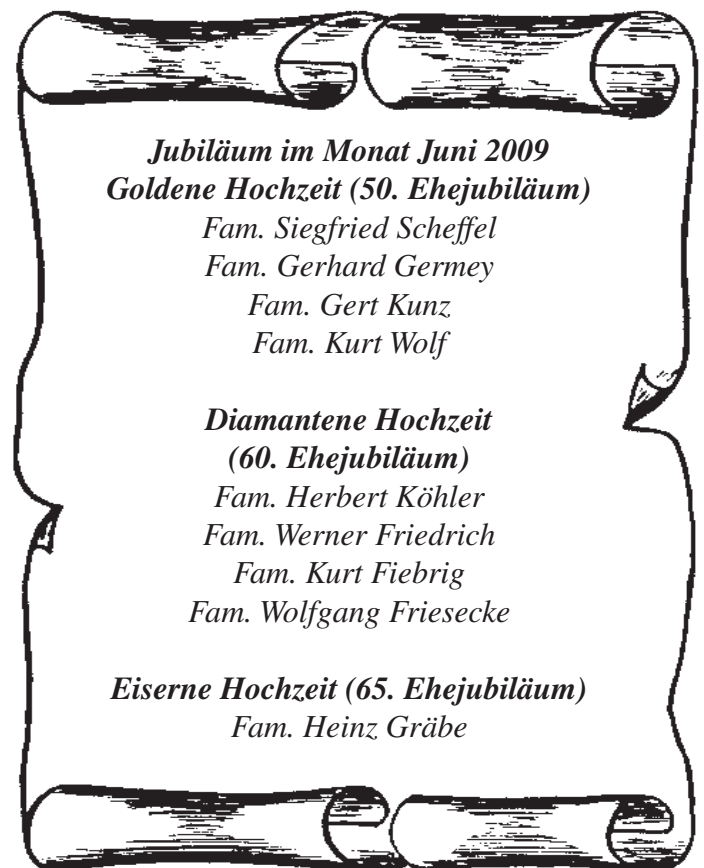 Jubiläum im Monat Juni 2009
Goldene Hochzeit (50. Ehejubiläum)
Fam. Siegfried Scheffel
Fam. Gerhard Germey
Fam. Gert Kunz
Fam. Kurt Wolf
Diamantene Hochzeit
(60. Ehejubiläum)
Fam. Herbert Köhler
Fam. Werner Friedrich
Fam. Kurt Fiebrig
Fam. Wolfgang Friesecke
Eiserne Hochzeit (65. Ehejubiläum)
Fam. Heinz Gräbe